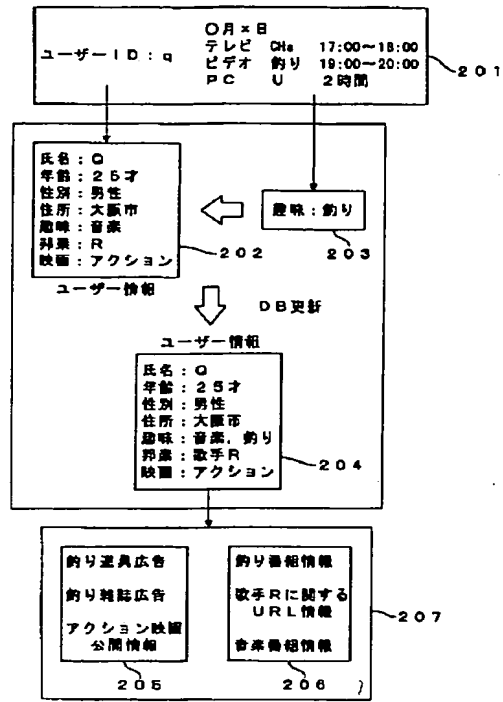 〇月×日
ユーザーID:q
テレビ CHa 17:00~18:00
ビデオ 釣り 19:00~20:00
PC U 2時間
201
氏名:Q
年齢:25才
性別:男性
住所:大阪市
趣味:音楽
邦楽:R
映画:アクション
202
ユーザー情報
趣味:釣り
203
DB更新
ユーザー情報
氏名:Q
年齢:25才
性別:男性
住所:大阪市
趣味:音楽,釣り
邦楽:歌手R
映画:アクション
204
釣り道具広告
釣り雑誌広告
アクション映画
公開情報
205
釣り番組情報
歌手Rに関する
URL情報
音楽番組情報
206
207